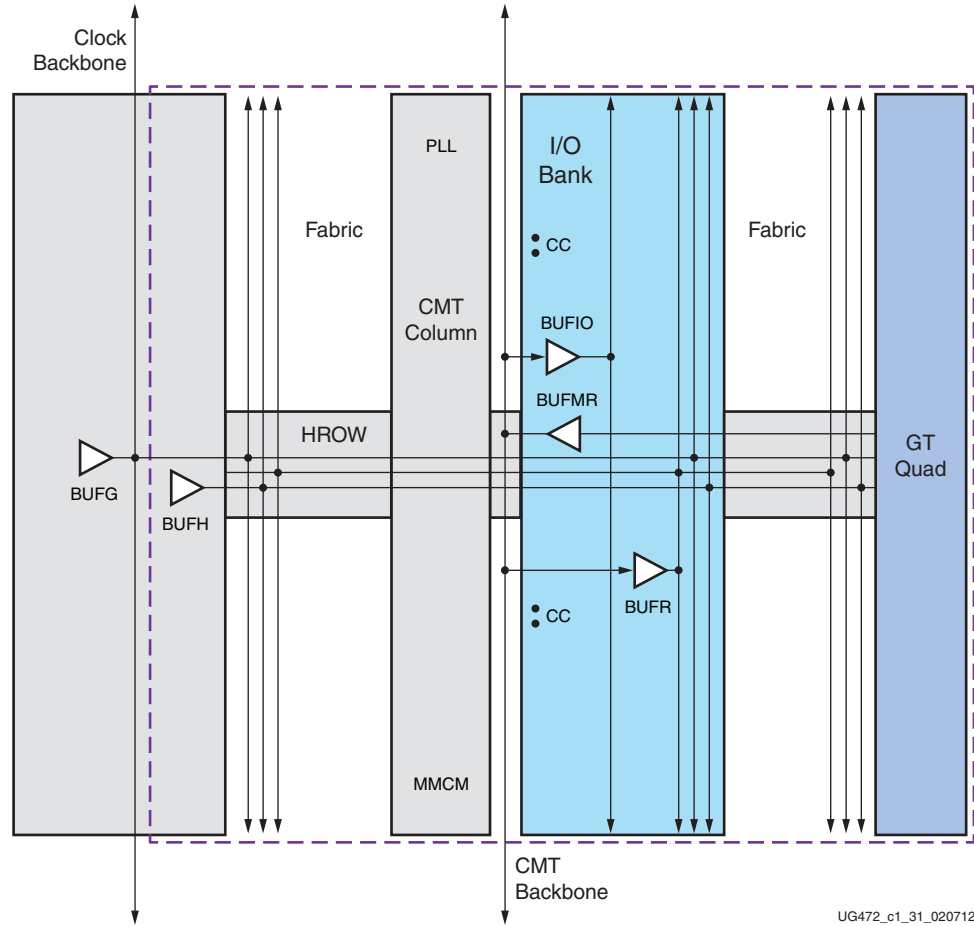 Clock
Backbone
PLL
I/O
Bank
Fabric
Fabric
CC
CMT
Column
BUFIO
BUFMR
HROW
GT
Quad
BUFG
BUFH
BUFR
CC
MMCM
CMT
Backbone
UG472_c1_31_020712